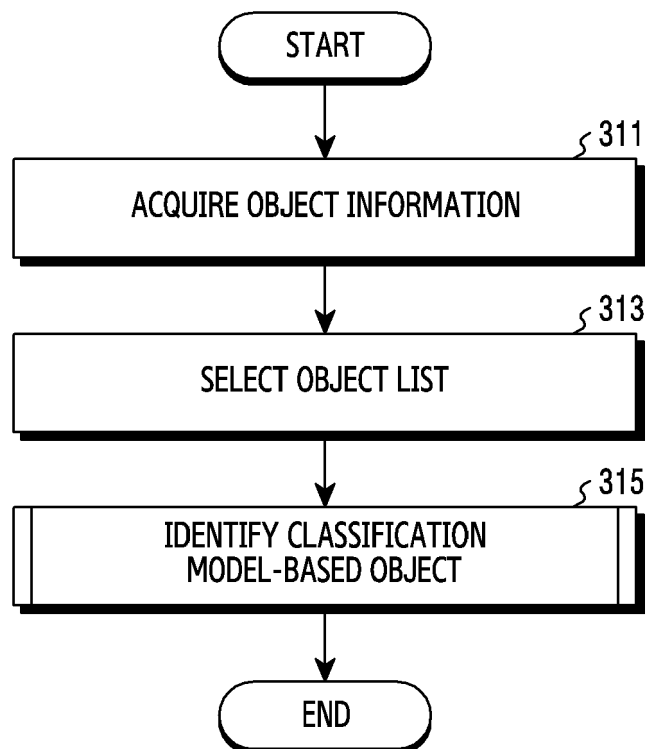 START
311
ACQUIRE OBJECT INFORMATION
313
SELECT OBJECT LIST
315
IDENTIFY CLASSIFICATION
MODEL-BASED OBJECT
END